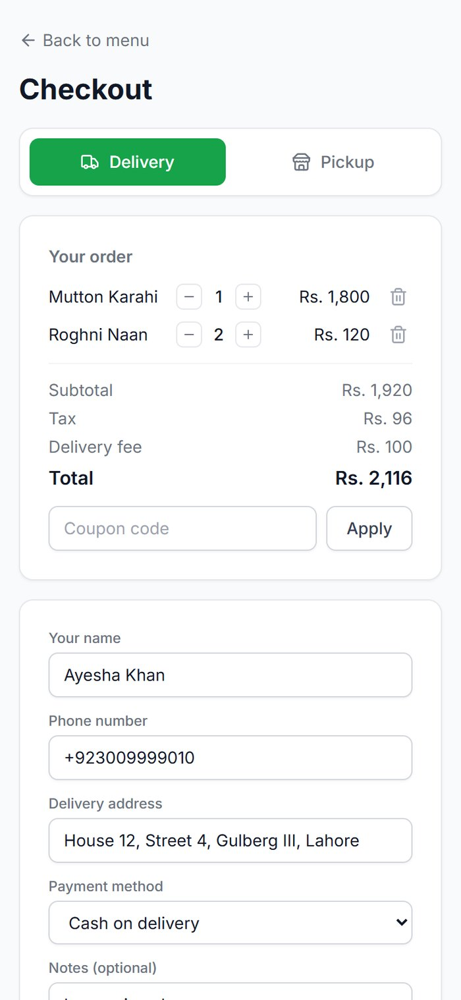 Back to menu
Checkout
Delivery Pickup
Your order
Mutton Karahi 1 Rs. 1,800
Roghni Naan 2 Rs. 120
Subtotal Rs. 1,920
Tax Rs. 96
Delivery fee Rs. 100
Total Rs. 2,116
Coupon code Apply
Your name
Ayesha Khan
Phone number
+923009999010
Delivery address
House 12, Street 4, Gulberg III, Lahore
Payment method
Cash on delivery
Notes (optional)